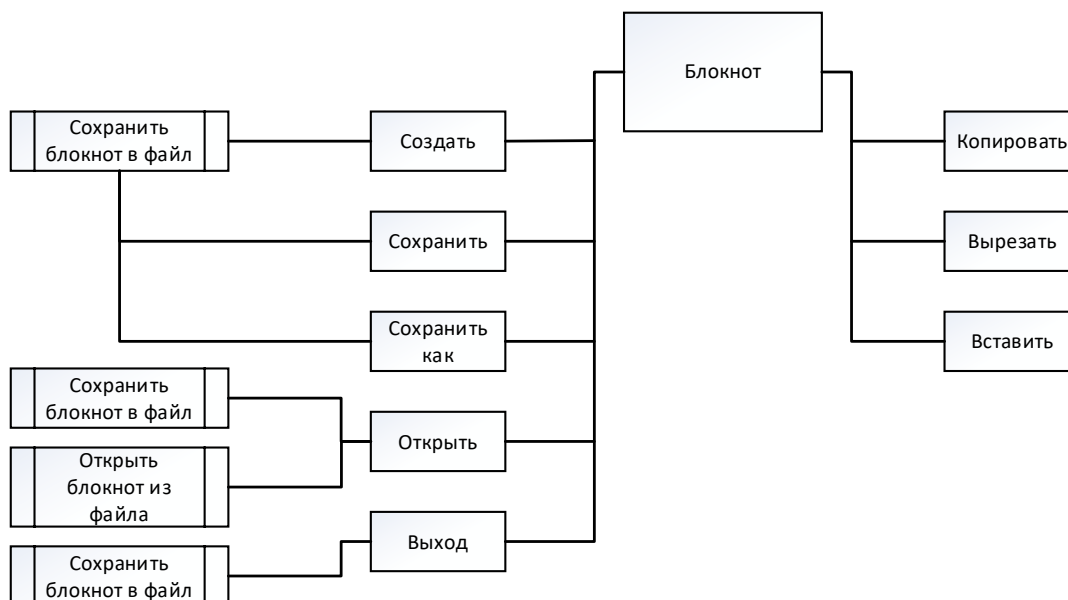 Блокнот
Сохранить
блокнот в файл
Создать
Копировать
Сохранить
Вырезать
Сохранить
как
Вставить
Сохранить
блокнот в файл
Открыть
Открыть
блокнот из
файла
Выход
Сохранить
блокнот в файл